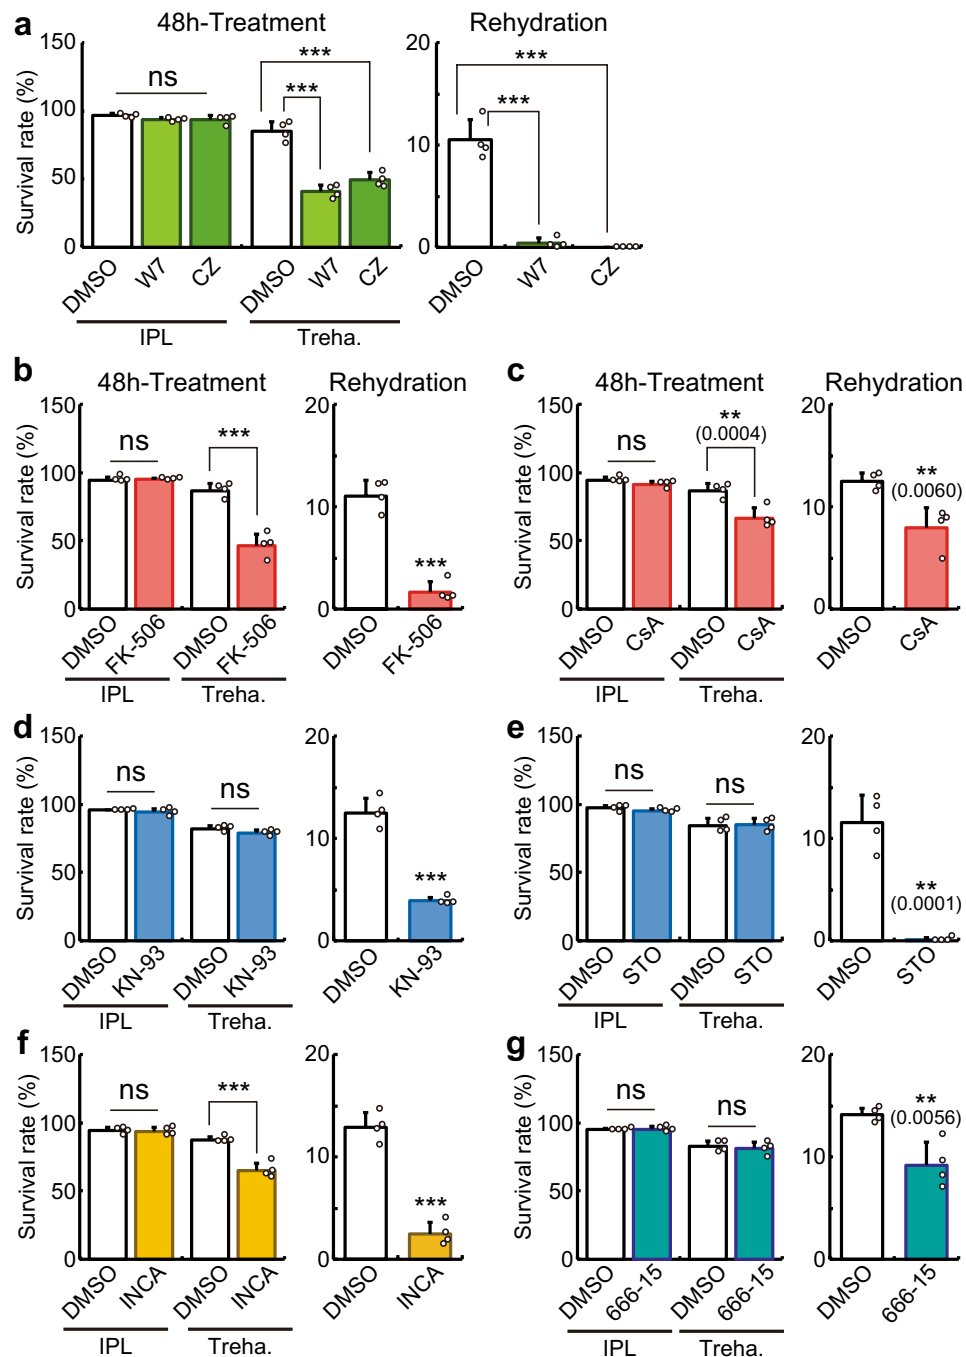 a
48h-Treatment
Rehydration
Survival rate (%)
150
100
50
0
ns
***
***
DMSO
W7
CZ
DMSO
W7
CZ
IPL
Treha.
20
10
0
***
***
DMSO
W7
CZ
b
48h-Treatment
Rehydration
Survival rate (%)
150
100
50
0
ns
***
DMSO
FK-506
DMSO
FK-506
IPL
Treha.
20
10
0
***
DMSO
FK-506
c
48h-Treatment
Rehydration
Survival rate (%)
150
100
50
0
ns
**
(0.0004)
DMSO
CsA
DMSO
CsA
IPL
Treha.
20
10
0
**
(0.0060)
DMSO
CsA
d
Survival rate (%)
150
100
50
0
ns
ns
DMSO
KN-93
DMSO
KN-93
IPL
Treha.
20
10
0
***
DMSO
KN-93
e
Survival rate (%)
150
100
50
0
ns
ns
DMSO
STO
DMSO
STO
IPL
Treha.
20
10
0
**
(0.0001)
DMSO
STO
f
Survival rate (%)
150
100
50
0
ns
***
DMSO
INCA
DMSO
INCA
IPL
Treha.
20
10
0
***
DMSO
INCA
g
Survival rate (%)
150
100
50
0
ns
ns
DMSO
666-15
DMSO
666-15
IPL
Treha.
20
10
0
**
(0.0056)
DMSO
666-15